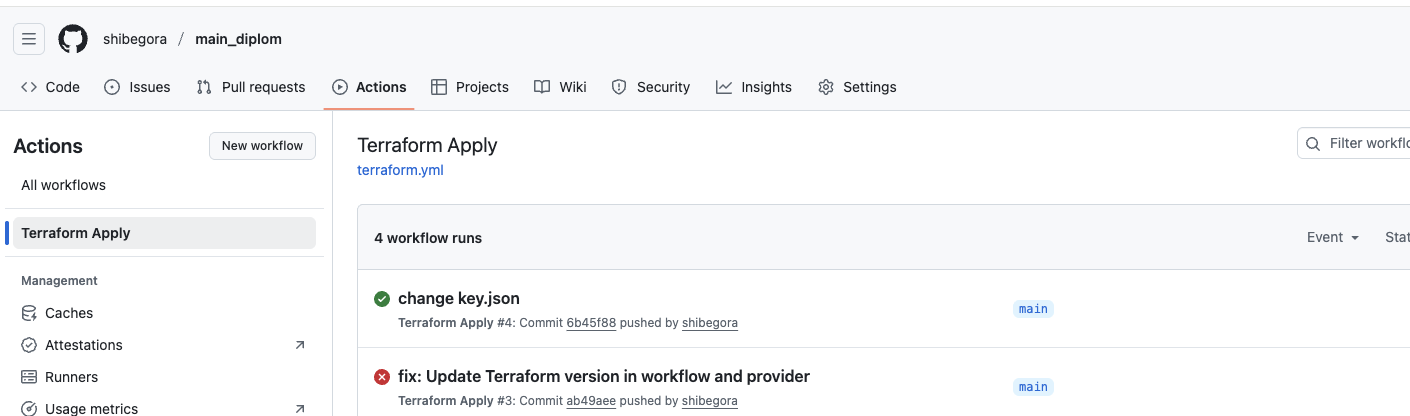 shibegora / main_diplom
Code Issues Pull requests Actions Projects Wiki Security Insights Settings
Actions
New workflow
All workflows
Terraform Apply
Management
Caches
Attestations
Runners
Usage metrics
Terraform Apply
terraform.yml
Filter workflo
4 workflow runs
Event
Stat
change key.json
Terraform Apply #4: Commit 6b45f88 pushed by shibegora
main
fix: Update Terraform version in workflow and provider
Terraform Apply #3: Commit ab49aee pushed by shibegora
main